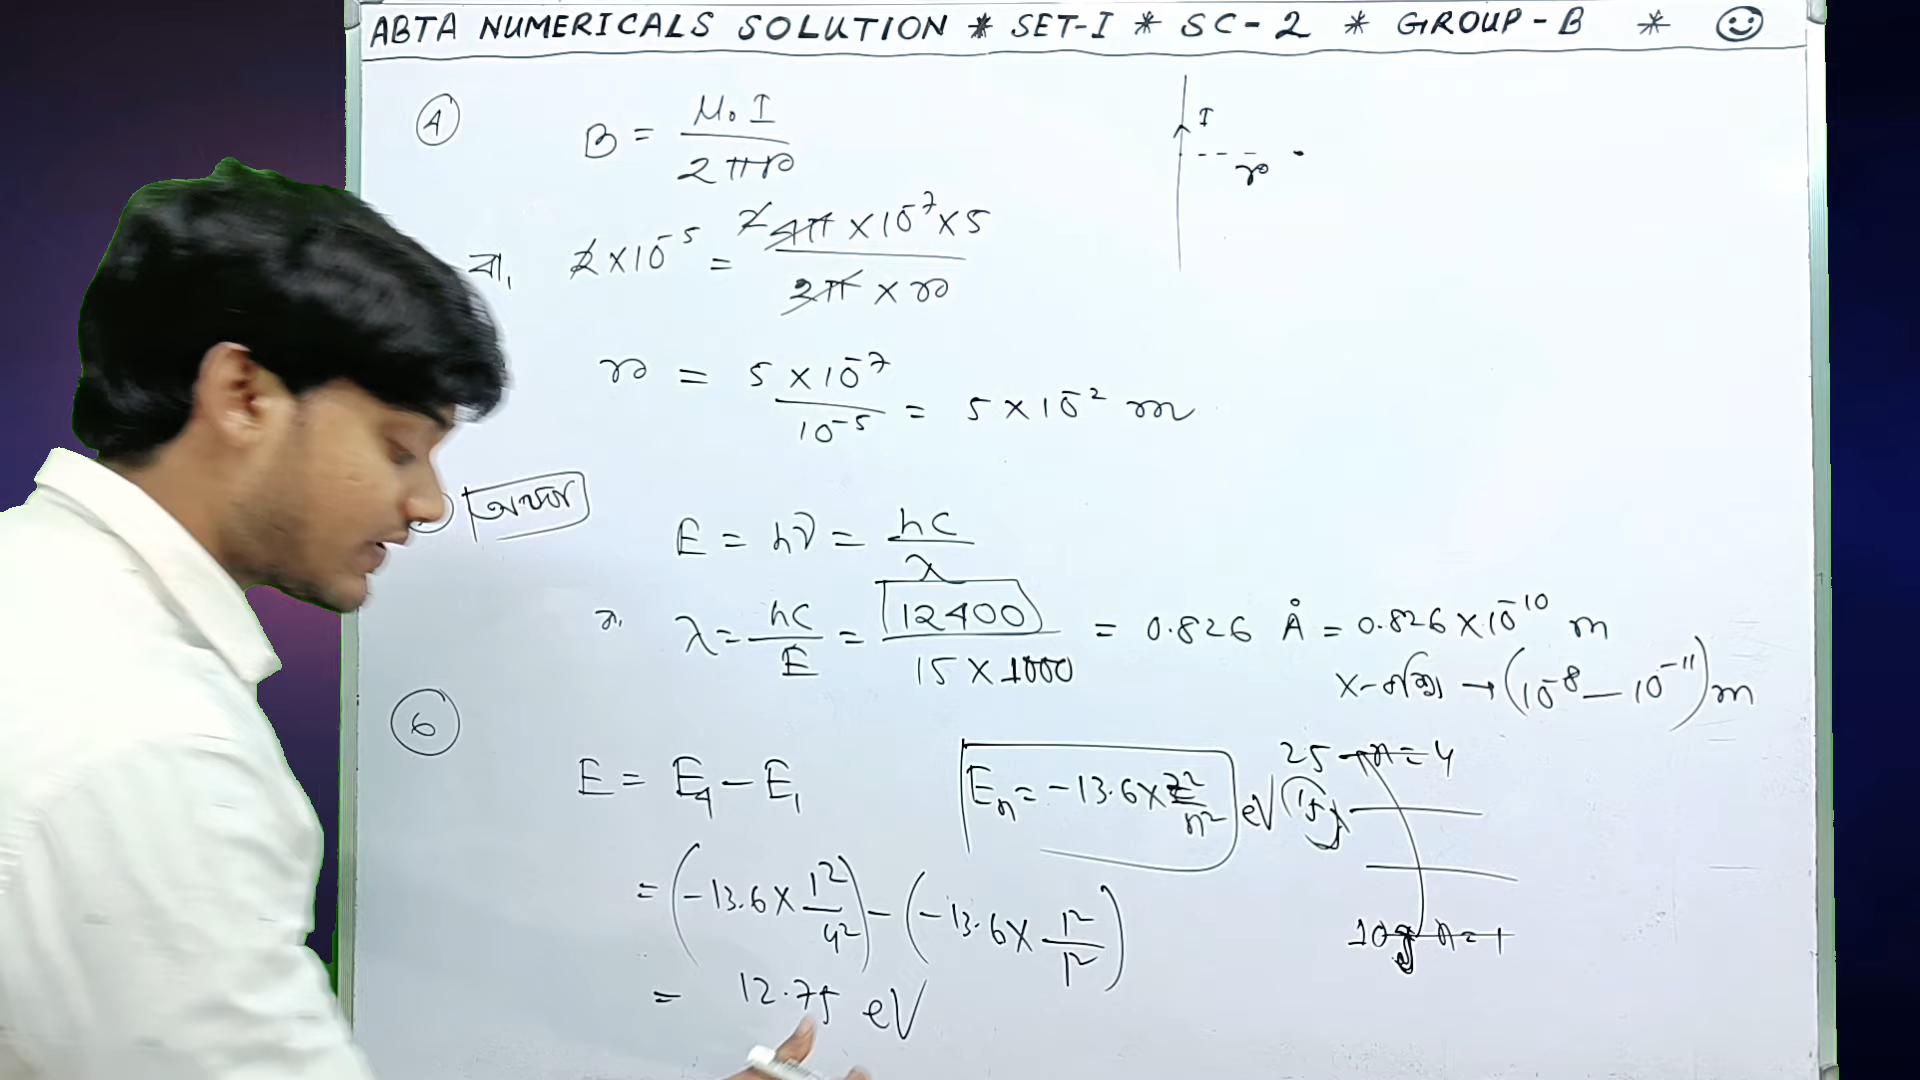 ABTA NUMERICALS SOLUTION * SET-I * SC-2 * GROUP-B * ☺
4
B = μ₀I / 2πr
I
r
বা, 2×10⁻⁵ = 2 4π×10⁻⁷×5 / 2π×r
r = 5×10⁻⁷ / 10⁻⁵ = 5×10⁻² m
অথবা
E = hν = hc / λ
বা, λ = hc / E = 12400 / 15×1000 = 0.826 Å = 0.826×10⁻¹⁰ m
X-রশ্মি → (10⁻⁸ – 10⁻¹¹) m
6
E = E₄ – E₁
Eₙ = –13.6×Z²/n² eV
25 n = 4
15J
10J n = 1
= (–13.6×1²/4²) – (–13.6×1²/1²)
= 12.75 eV